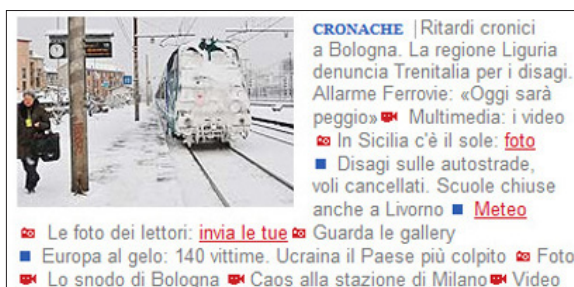 CRONACHE | Ritardi cronici
a Bologna. La regione Liguria
denuncia Trenitalia per i disagi.
Allarme Ferrovie: «Oggi sarà
peggio» Multimedia: i video
In Sicilia c'è il sole: foto
Disagi sulle autostrade,
voli cancellati. Scuole chiuse
anche a Livorno Meteo
Le foto dei lettori: invia le tue Guarda le gallery
Europa al gelo: 140 vittime. Ucraina il Paese più colpito Foto
Lo snodo di Bologna Caos alla stazione di Milano Video